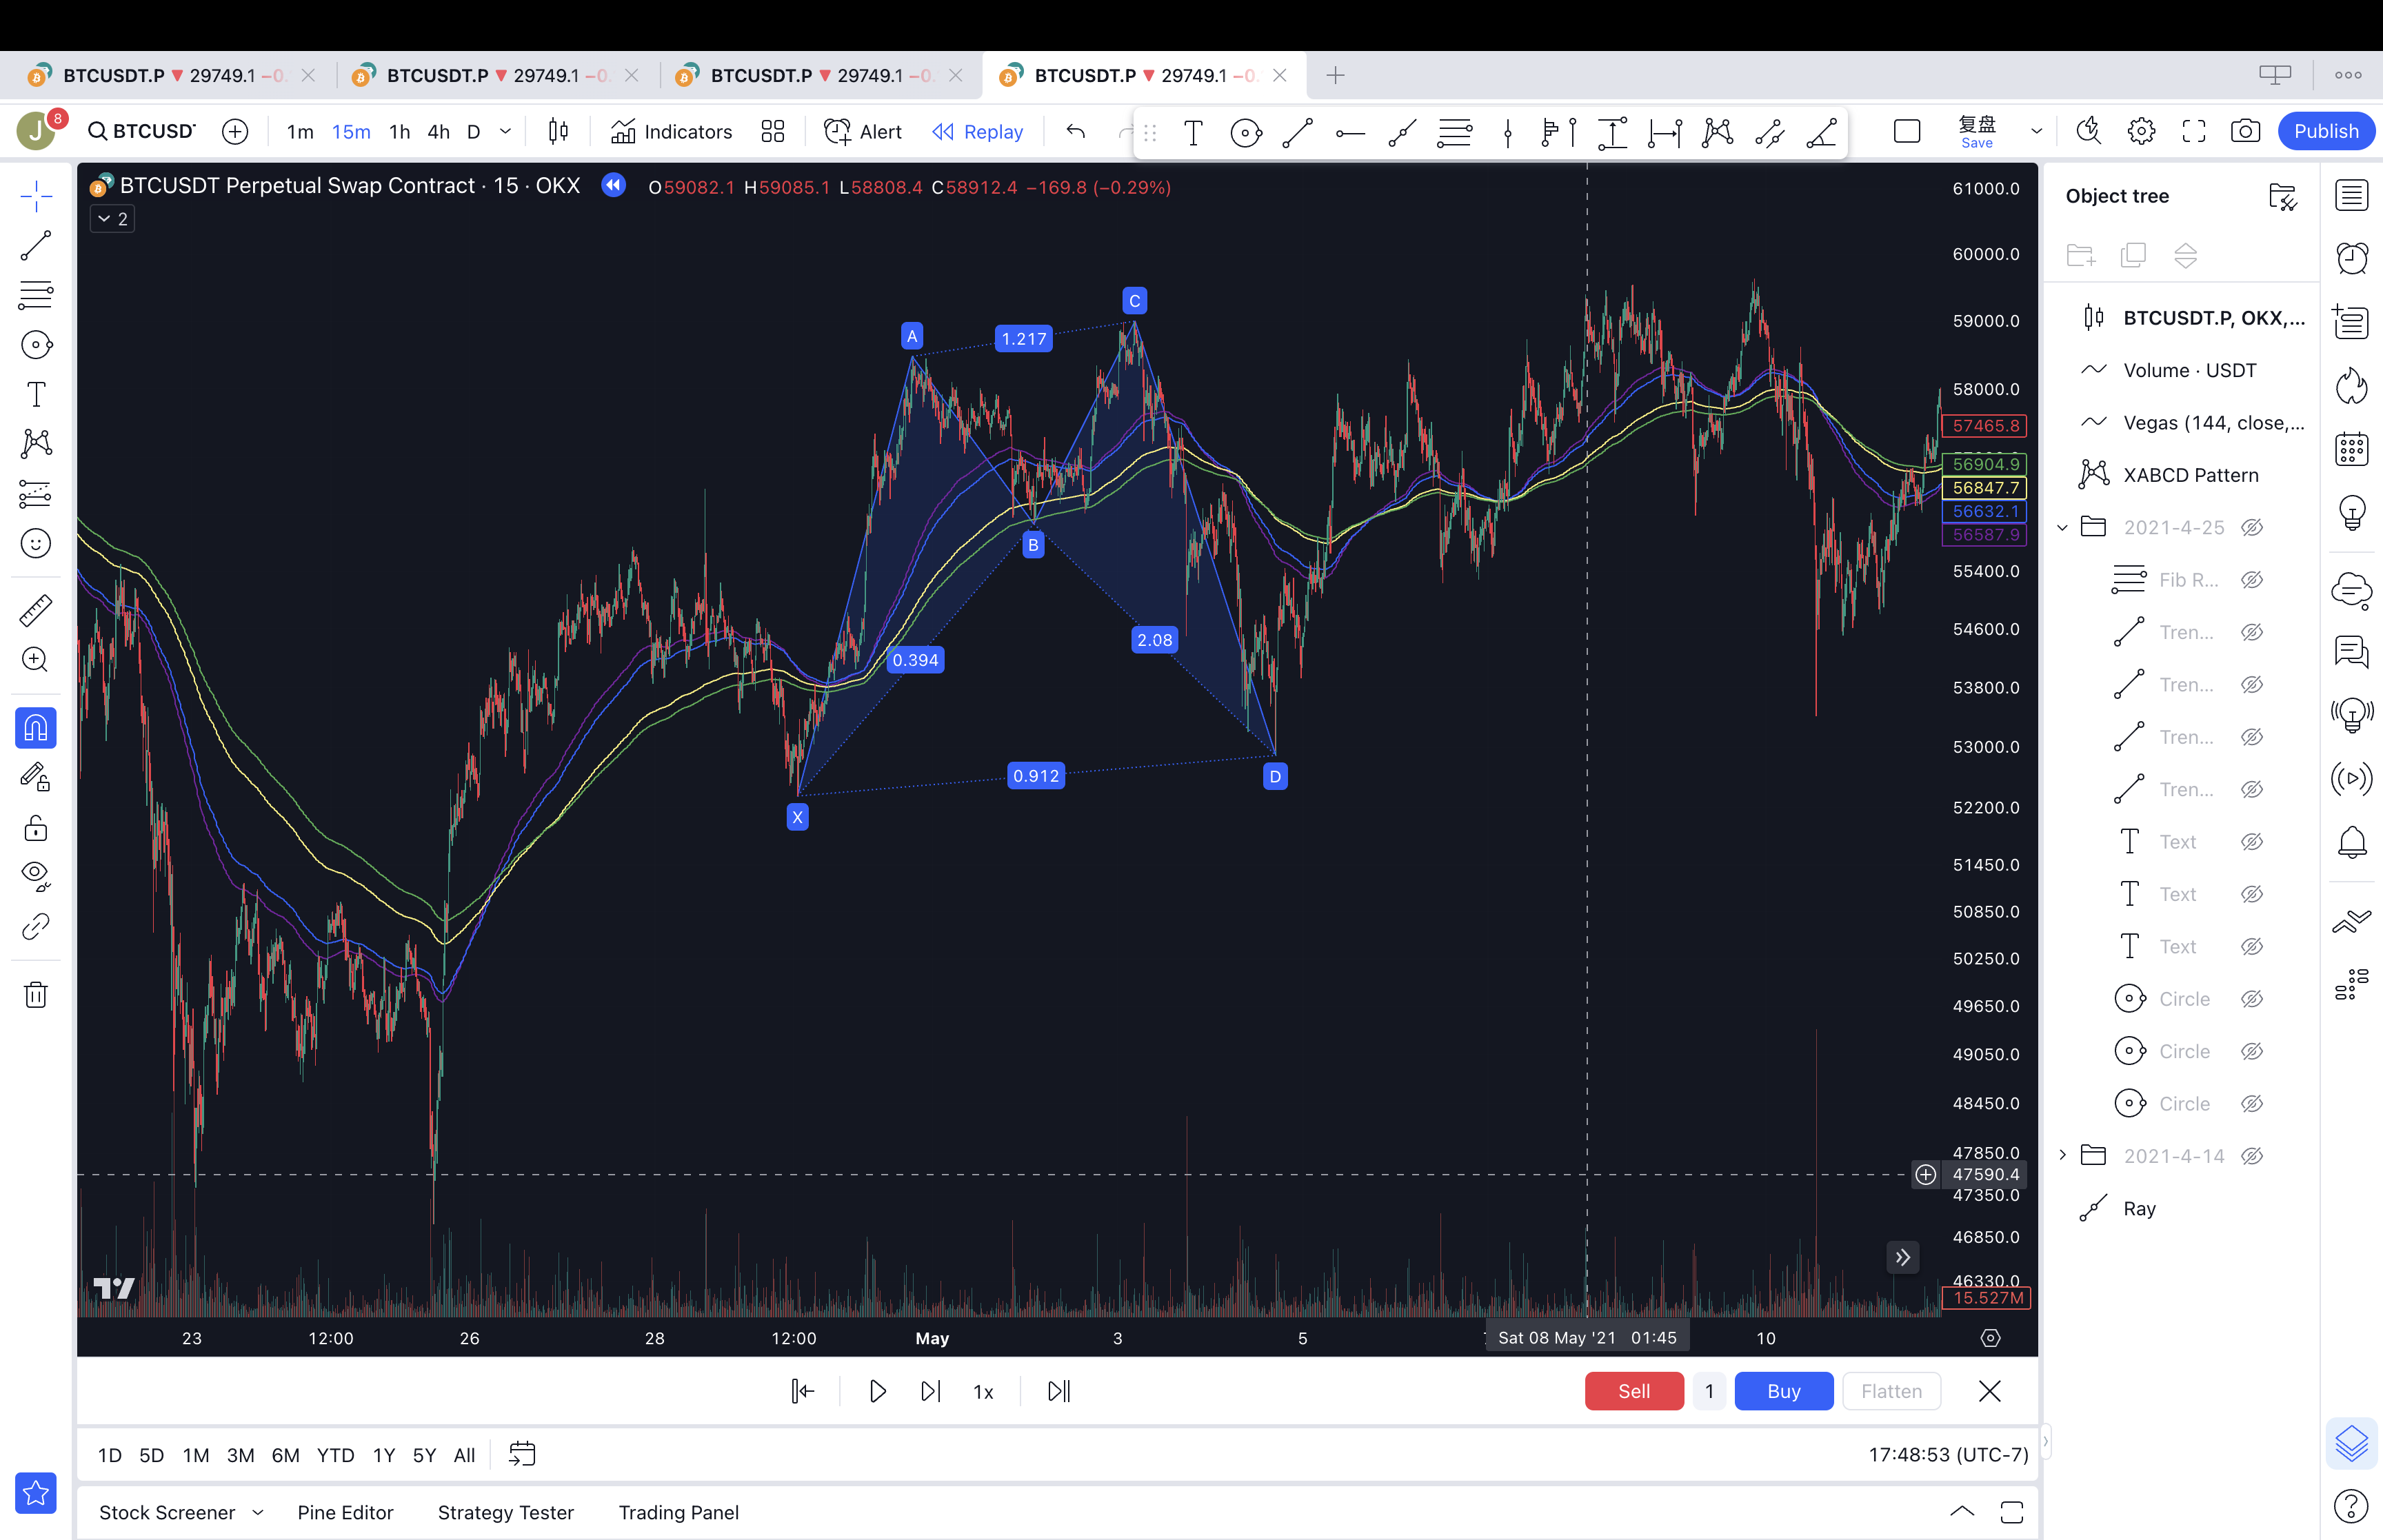 BTCUSDT.P ▼ 29749.1 −0. BTCUSDT.P ▼ 29749.1 −0. BTCUSDT.P ▼ 29749.1 −0. BTCUSDT.P ▼ 29749.1 −0.
J 8 BTCUSD 1m 15m 1h 4h D Indicators Alert Replay 复盘 Save Publish
BTCUSDT Perpetual Swap Contract · 15 · OKX O59082.1 H59085.1 L58808.4 C58912.4 −169.8 (−0.29%)
2
A
1.217
C
B
0.394
2.08
0.912
X
D
61000.0
60000.0
59000.0
58000.0
57465.8
56904.9
56847.7
56632.1
56587.9
55400.0
54600.0
53800.0
53000.0
52200.0
51450.0
50850.0
50250.0
49650.0
49050.0
48450.0
47850.0
47590.4
47350.0
46850.0
46330.0
15.527M
23 12:00 26 28 12:00 May 3 5 Sat 08 May '21 01:45 10
Object tree
BTCUSDT.P, OKX,...
Volume · USDT
Vegas (144, close,...
XABCD Pattern
2021-4-25
Fib R...
Tren...
Tren...
Tren...
Tren...
Text
Text
Text
Circle
Circle
Circle
2021-4-14
Ray
1x
Sell 1 Buy Flatten
1D 5D 1M 3M 6M YTD 1Y 5Y All
17:48:53 (UTC-7)
Stock Screener Pine Editor Strategy Tester Trading Panel